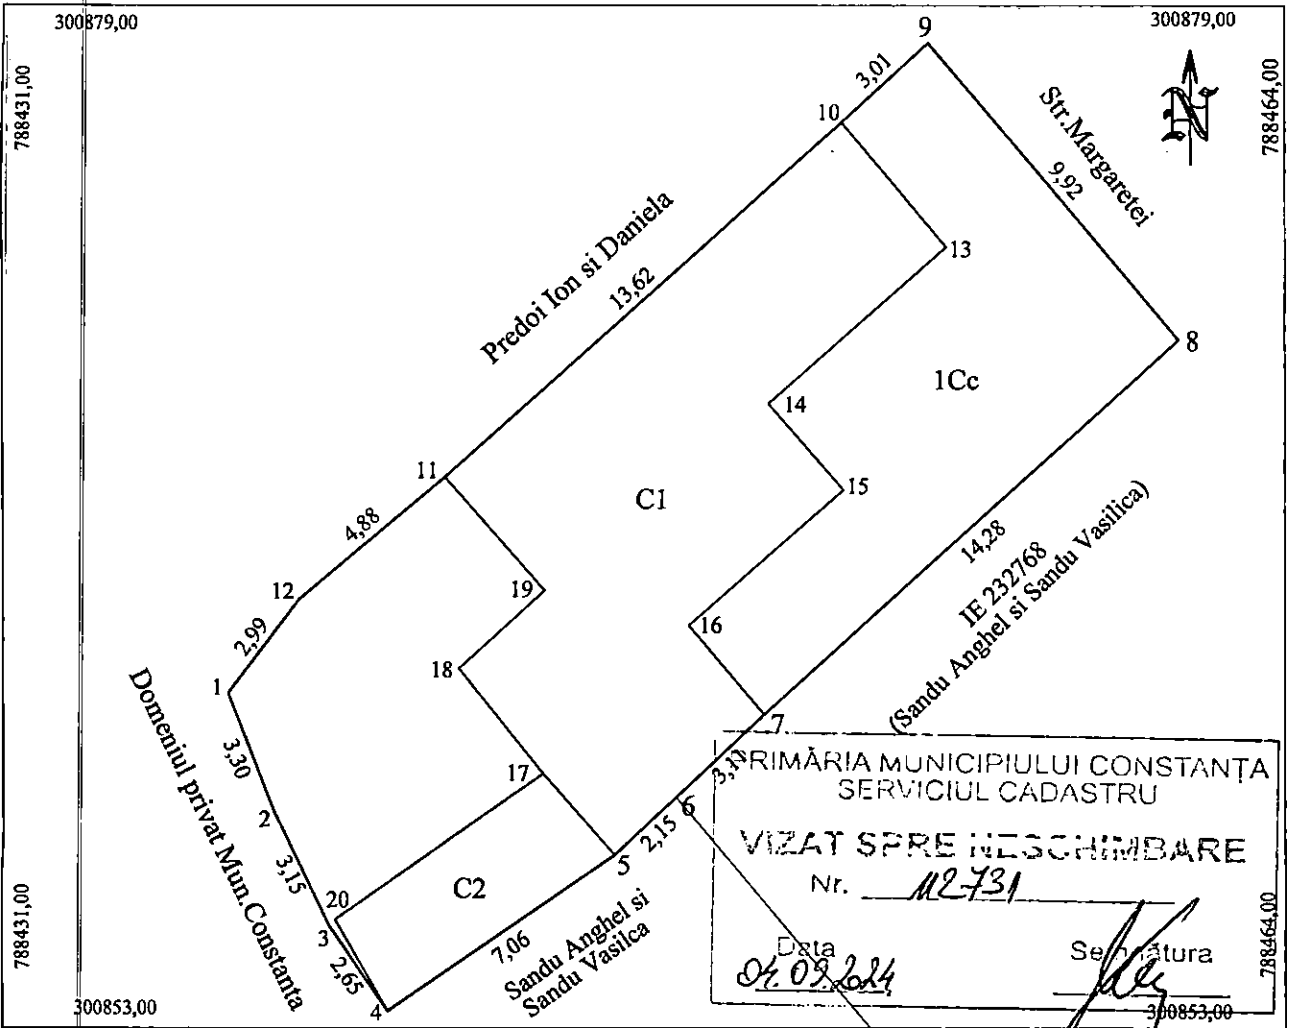 300879,00
300879,00
788431,00
788464,00
9
3,01
10
Str.Margaretei
9,92
13
Predoi Ion si Daniela
13,62
8
1Cc
14
11
C1
15
4,88
14,28
IE 232768
(Sandu Anghel si Sandu Vasilica)
12
19
2,99
16
18
1
7
Domeniul privat Mun.Constanta
3,30
17
6
2
2,15
5
3,15
C2
20
3
7,06
Sandu Anghel si
Sandu Vasilca
2,65
4
PRIMĂRIA MUNICIPIULUI CONSTANȚA
SERVICIUL CADASTRU
VIZAT SPRE NESCHIMBARE
Nr. 112731
Data
Semnătura
788431,00
788464,00
300853,00
300853,00